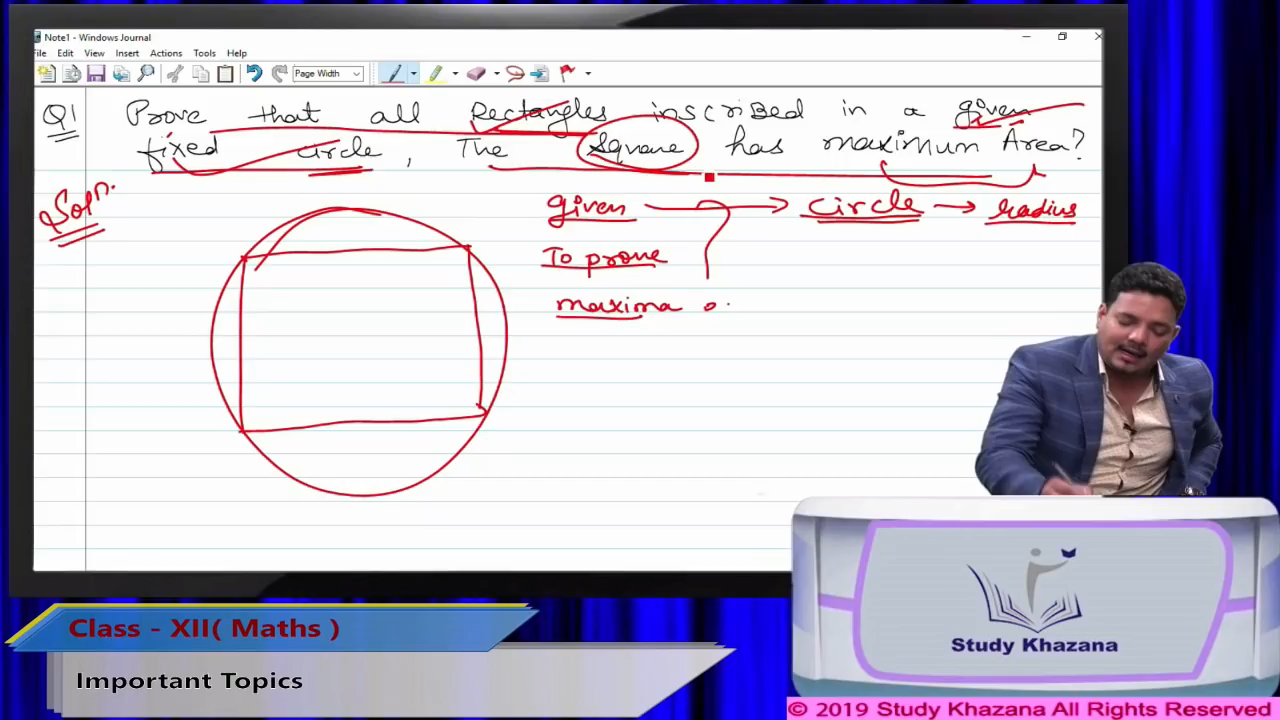 Note1 - Windows Journal
File Edit View Insert Actions Tools Help
Page Width
Q1 Prove that all Rectangles inscribed in a given
fixed circle, The Square has maximum Area?
Soln.
given → circle → radius
To prove
maxima
Study Khazana
Class - XII( Maths )
Important Topics
© 2019 Study Khazana All Rights Reserved